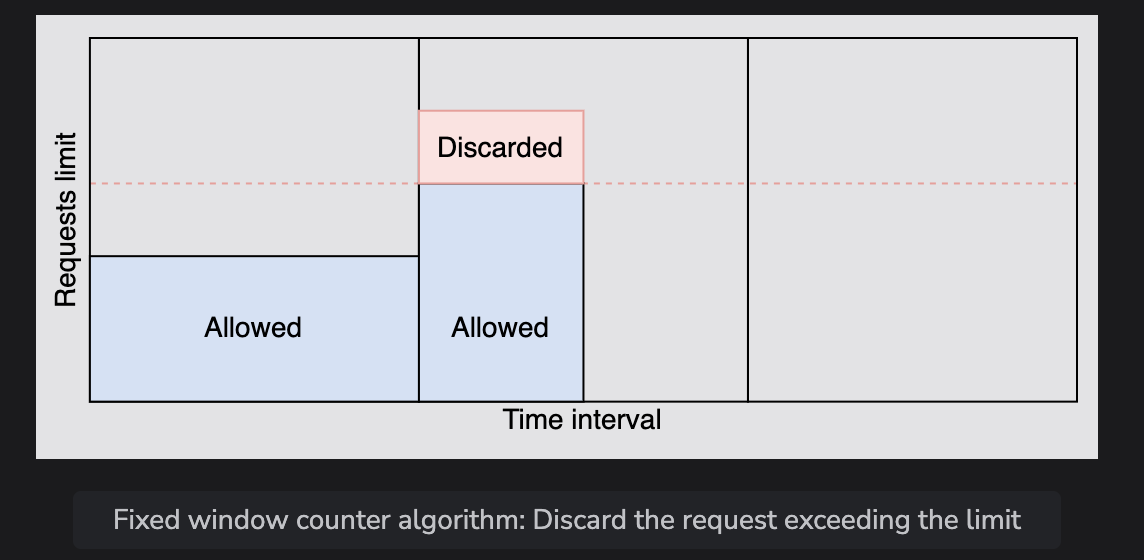 Requests limit
Discarded
Allowed
Allowed
Time interval
Fixed window counter algorithm: Discard the request exceeding the limit